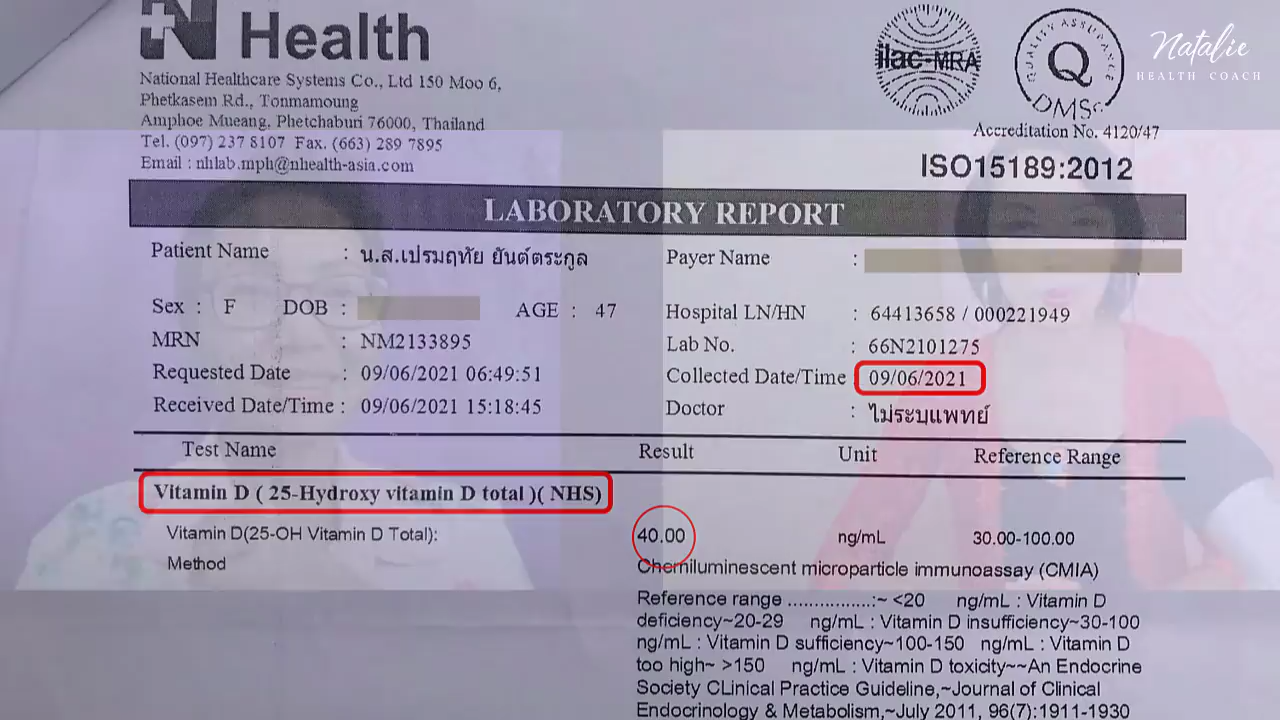 N Health
National Healthcare Systems Co., Ltd 150 Moo 6,
Phetkasem Rd., Tonmamoung
Amphoe Mueang, Phetchaburi 76000, Thailand
Tel. (097) 237 8107 Fax. (663) 289 7895
Email : nhlab.mph@nhealth-asia.com
ilac-MRA
QUALITY ASSURANCE
Q
DMSc
Natalie
HEALTH COACH
Accreditation No. 4120/47
ISO15189:2012
LABORATORY REPORT
Patient Name : น.ส.เปรมฤทัย ยันต์ตระกูล Payer Name :
Sex : F DOB : AGE : 47 Hospital LN/HN : 64413658 / 000221949
MRN : NM2133895 Lab No. : 66N2101275
Requested Date : 09/06/2021 06:49:51 Collected Date/Time 09/06/2021
Received Date/Time : 09/06/2021 15:18:45 Doctor : ไม่ระบุแพทย์
Test Name Result Unit Reference Range
Vitamin D ( 25-Hydroxy vitamin D total )( NHS)
Vitamin D(25-OH Vitamin D Total): 40.00 ng/mL 30.00-100.00
Method Chemiluminescent microparticle immunoassay (CMIA)
Reference range ................:~ <20 ng/mL : Vitamin D
deficiency~20-29 ng/mL : Vitamin D insufficiency~30-100
ng/mL : Vitamin D sufficiency~100-150 ng/mL : Vitamin D
too high~ >150 ng/mL : Vitamin D toxicity~~An Endocrine
Society CLinical Practice Guideline,~Journal of Clinical
Endocrinology & Metabolism,~July 2011, 96(7):1911-1930